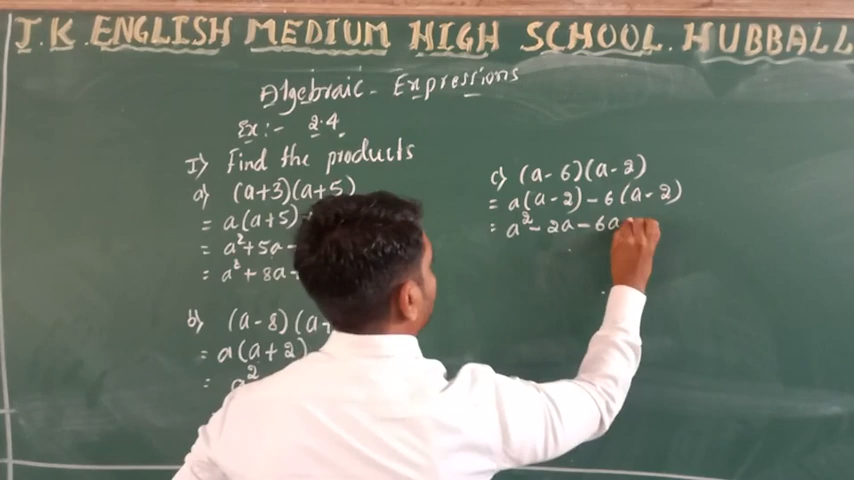 J.K. ENGLISH MEDIUM HIGH SCHOOL. HUBBALL
Algebraic - Expressions
Ex:- 2.4.
I) Find the products
a) (a+3)(a+5)
= a(a+5)
= a²+5a
= a²+8a
b) (a-8)(a+
= a(a+2)
= a²
c) (a-6)(a-2)
= a(a-2)-6(a-2)
= a²-2a-6a